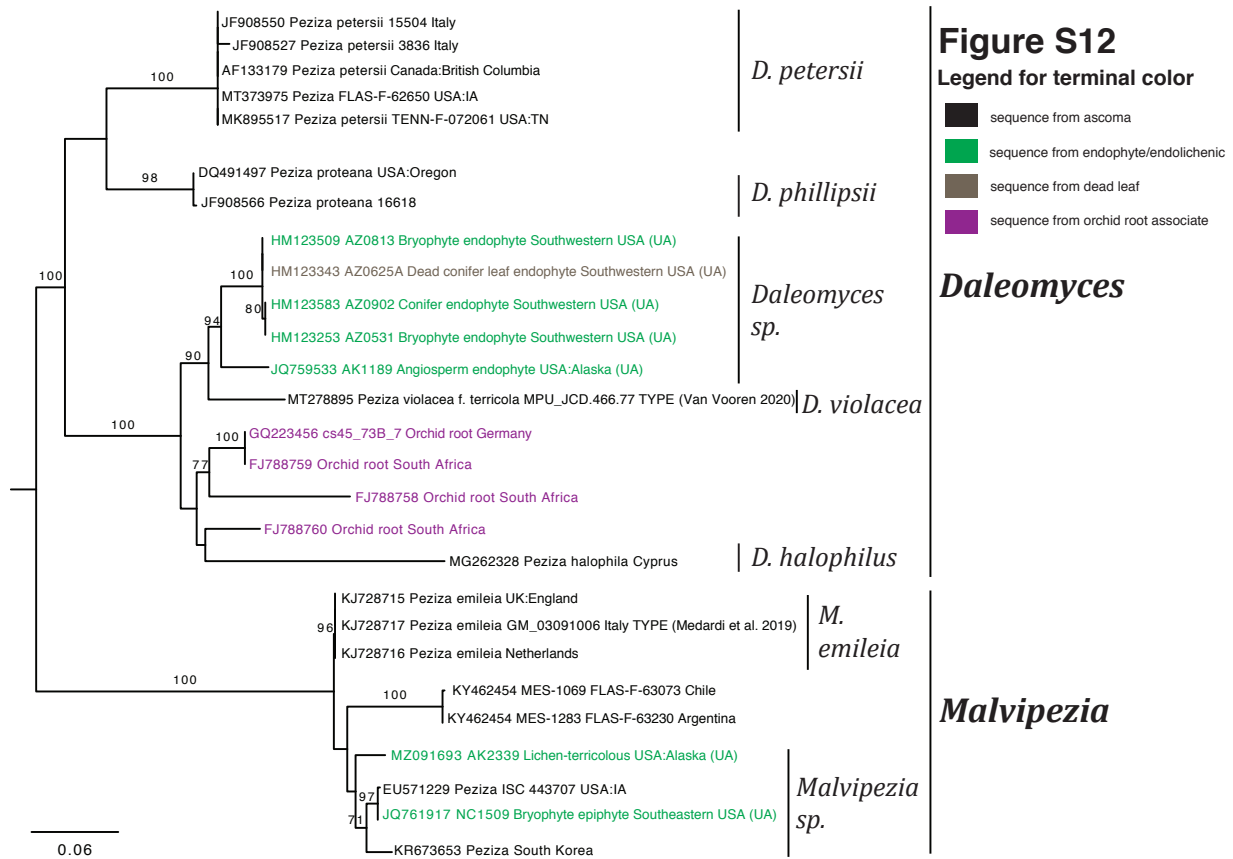 Figure S12
Legend for terminal color
sequence from ascoma
sequence from endophyte/endolichenic
sequence from dead leaf
sequence from orchid root associate
JF908550 Peziza petersii 15504 Italy
JF908527 Peziza petersii 3836 Italy
100
AF133179 Peziza petersii Canada:British Columbia
MT373975 Peziza FLAS-F-62650 USA:IA
MK895517 Peziza petersii TENN-F-072061 USA:TN
D. petersii
DQ491497 Peziza proteana USA:Oregon
98
JF908566 Peziza proteana 16618
D. phillipsii
100
HM123509 AZ0813 Bryophyte endophyte Southwestern USA (UA)
100
HM123343 AZ0625A Dead conifer leaf endophyte Southwestern USA (UA)
HM123583 AZ0902 Conifer endophyte Southwestern USA (UA)
80
94
HM123253 AZ0531 Bryophyte endophyte Southwestern USA (UA)
90
JQ759533 AK1189 Angiosperm endophyte USA:Alaska (UA)
Daleomyces
sp.
MT278895 Peziza violacea f. terricola MPU_JCD.466.77 TYPE (Van Vooren 2020)
D. violacea
100
100
GQ223456 cs45_73B_7 Orchid root Germany
77
FJ788759 Orchid root South Africa
FJ788758 Orchid root South Africa
FJ788760 Orchid root South Africa
MG262328 Peziza halophila Cyprus
D. halophilus
Daleomyces
KJ728715 Peziza emileia UK:England
96
KJ728717 Peziza emileia GM_03091006 Italy TYPE (Medardi et al. 2019)
KJ728716 Peziza emileia Netherlands
M.
emileia
100
100
KY462454 MES-1069 FLAS-F-63073 Chile
KY462454 MES-1283 FLAS-F-63230 Argentina
MZ091693 AK2339 Lichen-terricolous USA:Alaska (UA)
EU571229 Peziza ISC 443707 USA:IA
97
JQ761917 NC1509 Bryophyte epiphyte Southeastern USA (UA)
71
KR673653 Peziza South Korea
Malvipezia
sp.
Malvipezia
0.06